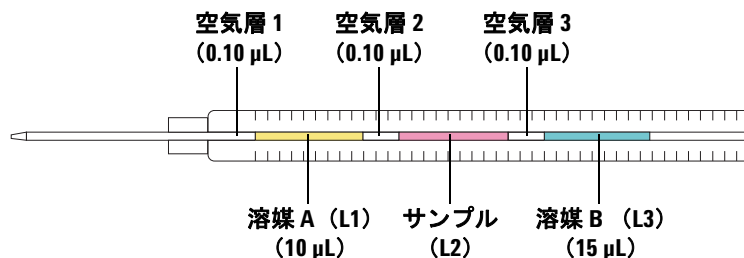 空気層 1 空気層 2 空気層 3
(0.10 µL) (0.10 µL) (0.10 µL)
溶媒 A (L1) サンプル 溶媒 B (L3)
(10 µL) (L2) (15 µL)